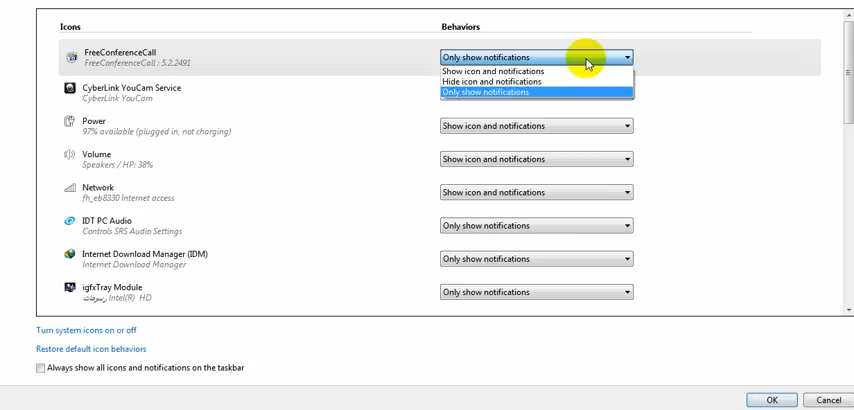 Icons Behaviors
FreeConferenceCall
FreeConferenceCall : 5.2.2491
Only show notifications
Show icon and notifications
Hide icon and notifications
Only show notifications
CyberLink YouCam Service
CyberLink YouCam
Power
97% available (plugged in, not charging)
Show icon and notifications
Volume
Speakers / HP: 38%
Show icon and notifications
Network
fh_eb8330 Internet access
Show icon and notifications
IDT PC Audio
Controls SRS Audio Settings
Only show notifications
Internet Download Manager (IDM)
Internet Download Manager
Only show notifications
igfxTray Module
رسومات Intel(R) HD
Only show notifications
Turn system icons on or off
Restore default icon behaviors
Always show all icons and notifications on the taskbar
OK Cancel